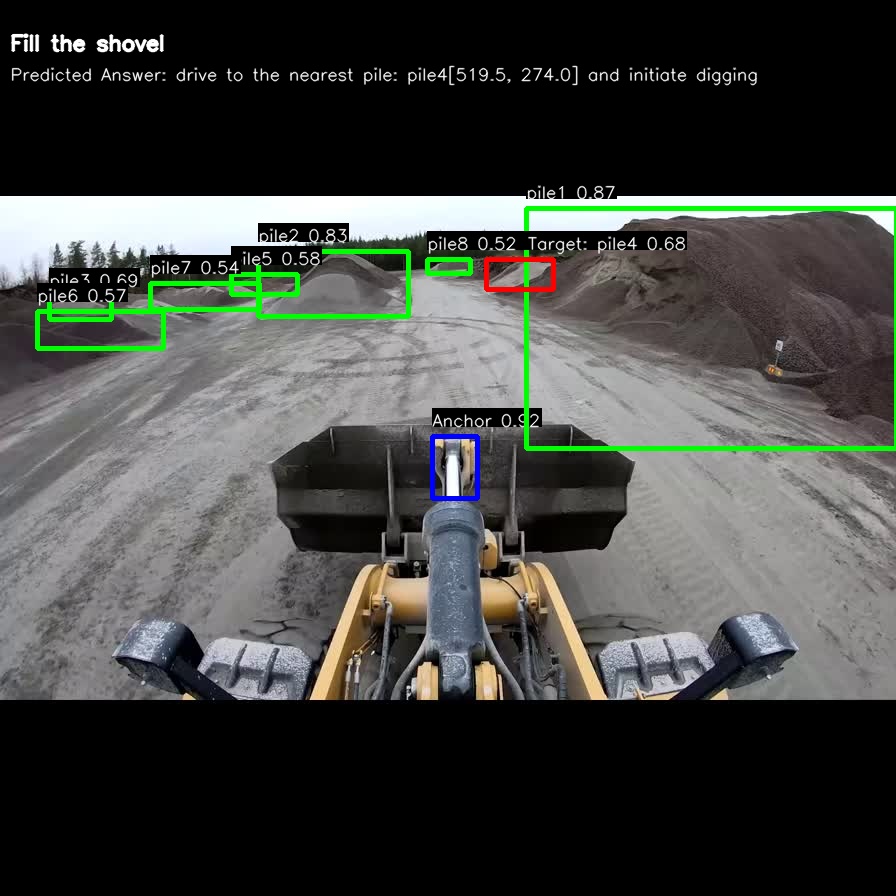 Fill the shovel
Predicted Answer: drive to the nearest pile: pile4[519.5, 274.0] and initiate digging
pile1 0.87
pile2 0.83
pile8 0.52
Target: pile4 0.68
ile5 0.58
pile7 0.54
pile3 0.69
pile6 0.57
Anchor 0.92